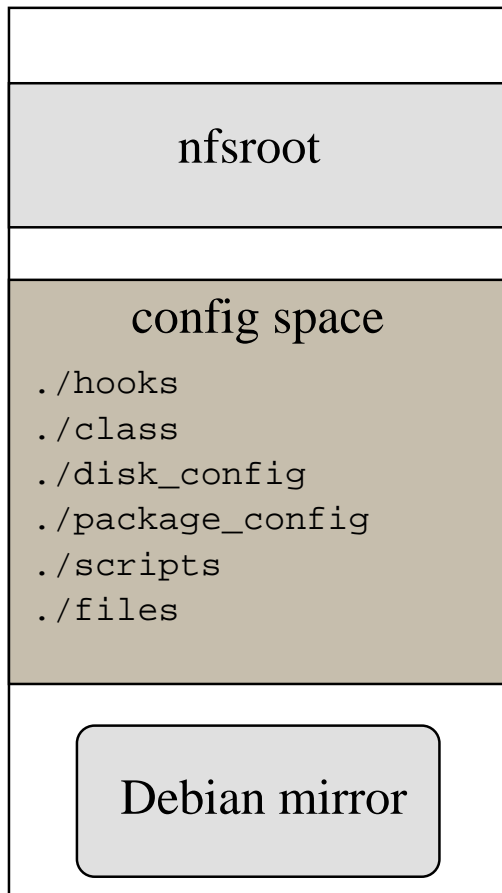 nfsroot
config space
./hooks
./class
./disk_config
./package_config
./scripts
./files
Debian mirror